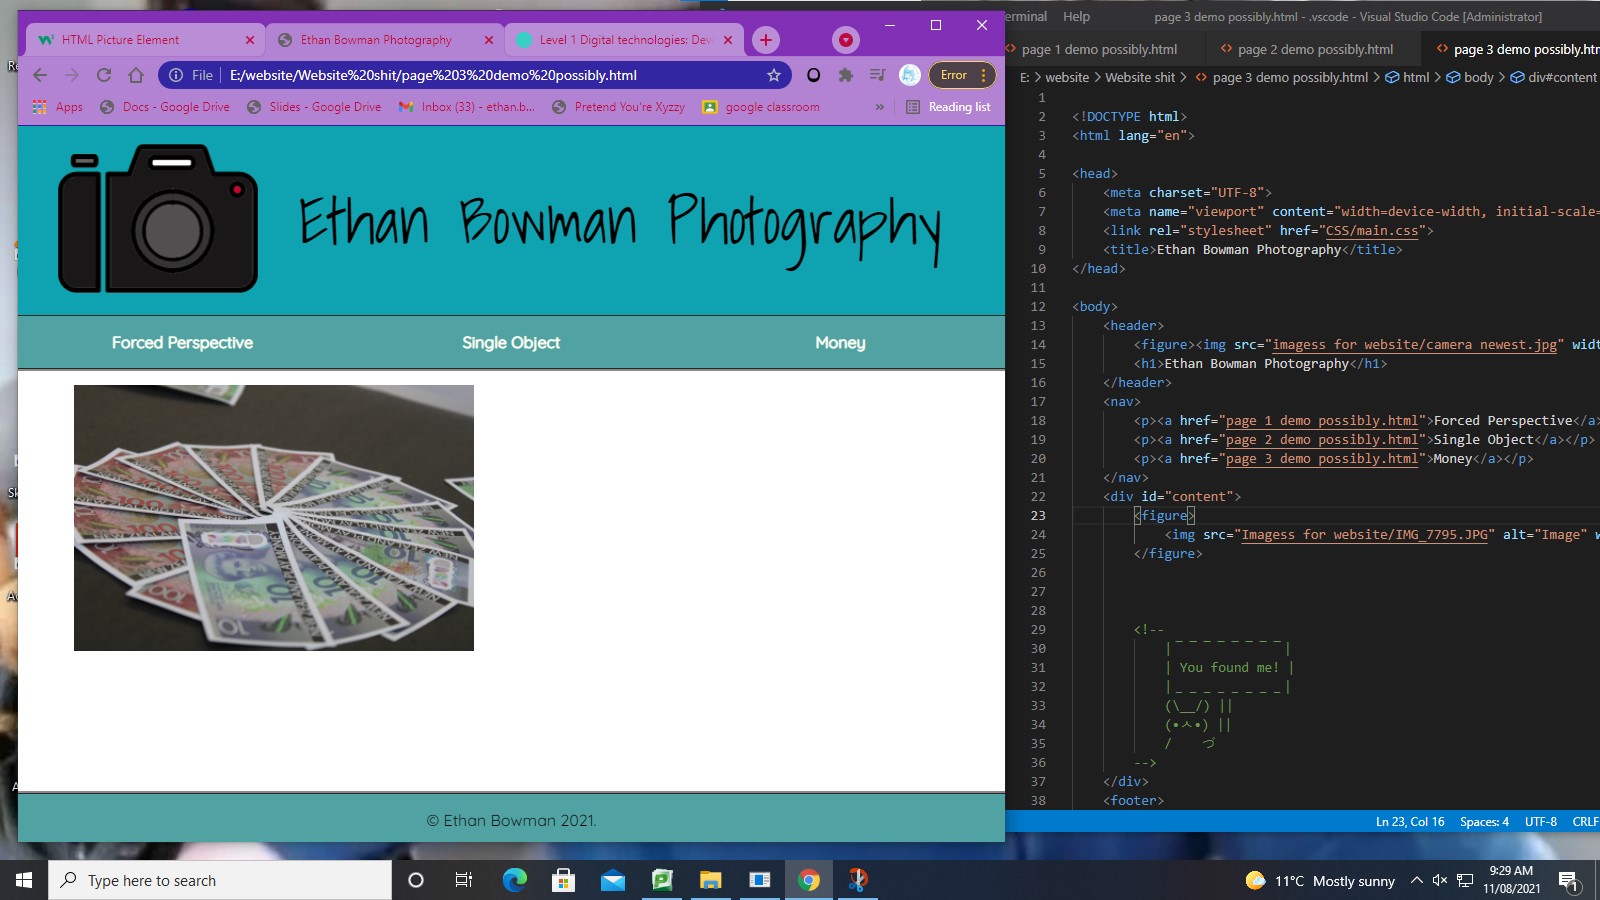 HTML Picture Element
Ethan Bowman Photography
Level 1 Digital technologies: Dev
File
E:/website/Website%20shit/page%203%20demo%20possibly.html
Error
Apps
Docs - Google Drive
Slides - Google Drive
Inbox (33) - ethan.b...
Pretend You're Xyzzy
google classroom
»
Reading list
Ethan Bowman Photography
Forced Perspective
Single Object
Money
© Ethan Bowman 2021.
erminal Help
page 3 demo possibly.html - .vscode - Visual Studio Code [Administrator]
page 1 demo possibly.html
page 2 demo possibly.html
page 3 demo possibly.htm
E: > website > Website shit > page 3 demo possibly.html > html > body > div#content
1
2 <!DOCTYPE html>
3 <html lang="en">
4
5 <head>
6 <meta charset="UTF-8">
7 <meta name="viewport" content="width=device-width, initial-scale=
8 <link rel="stylesheet" href="CSS/main.css">
9 <title>Ethan Bowman Photography</title>
10 </head>
11
12 <body>
13 <header>
14 <figure><img src="imagess for website/camera newest.jpg" widt
15 <h1>Ethan Bowman Photography</h1>
16 </header>
17 <nav>
18 <p><a href="page 1 demo possibly.html">Forced Perspective</a>
19 <p><a href="page 2 demo possibly.html">Single Object</a></p>
20 <p><a href="page 3 demo possibly.html">Money</a></p>
21 </nav>
22 <div id="content">
23 <figure>
24 <img src="Imagess for website/IMG_7795.JPG" alt="Image" w
25 </figure>
26
27
28
29 <!--
30 |‾ ‾ ‾ ‾ ‾ ‾ ‾ ‾|
31 | You found me! |
32 |_ _ _ _ _ _ _ _|
33 (\__/) ||
34 (•ㅅ•) ||
35 / づ
36 -->
37 </div>
38 <footer>
Ln 23, Col 16 Spaces: 4 UTF-8 CRLF
Type here to search
11°C Mostly sunny
9:29 AM
11/08/2021
1